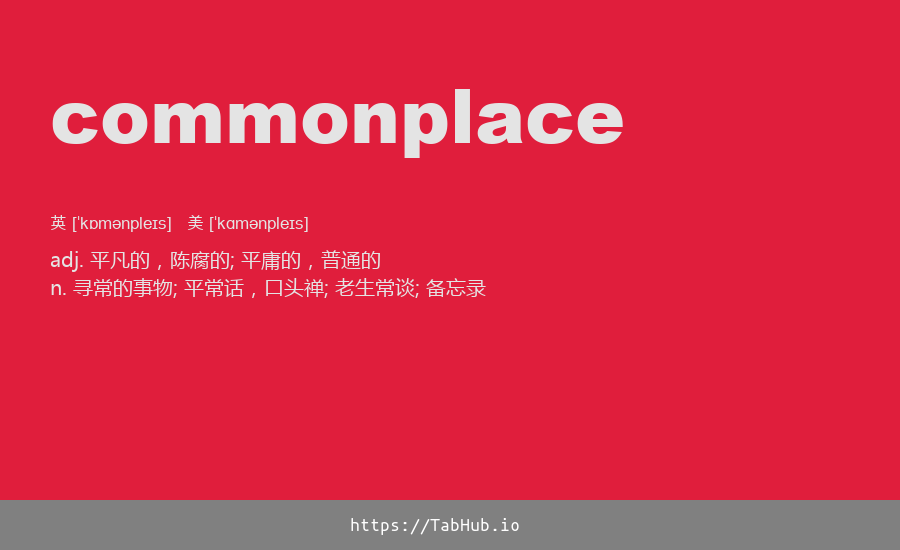 commonplace
英 [ˈkɒmənpleɪs] 美 [ˈkɑmənpleɪs]
adj. 平凡的，陈腐的; 平庸的，普通的
n. 寻常的事物; 平常话，口头禅; 老生常谈; 备忘录
https://TabHub.io